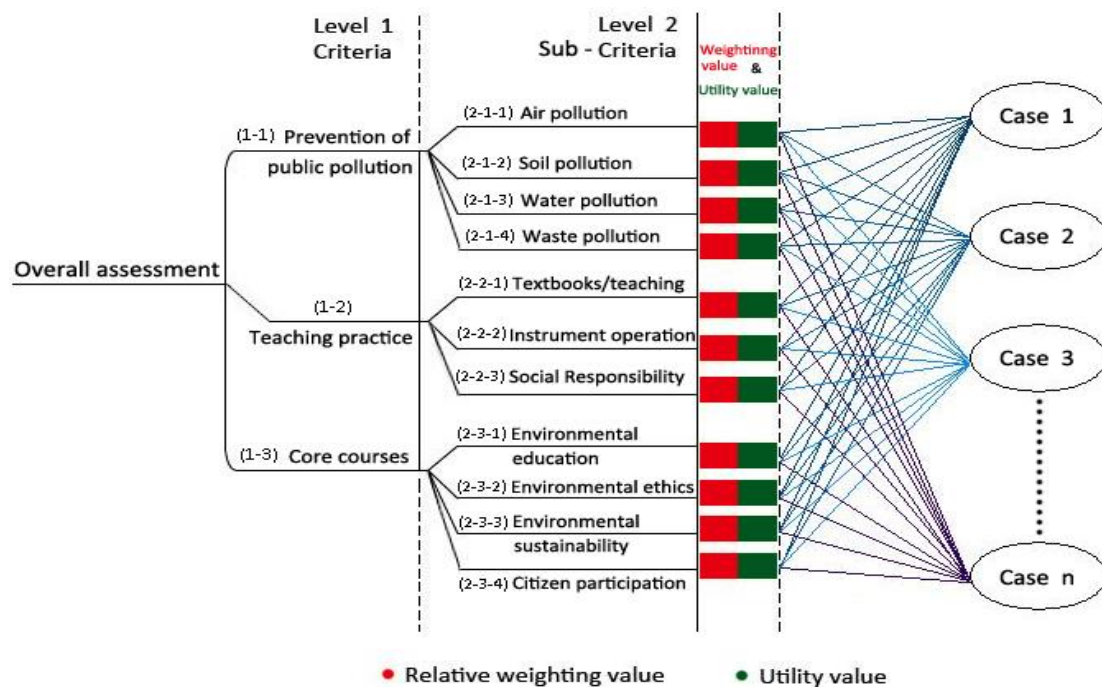 Level 1
Criteria
Level 2
Sub - Criteria
Weightinng
value &
Utility value
(1-1) Prevention of
public pollution
(2-1-1) Air pollution
(2-1-2) Soil pollution
(2-1-3) Water pollution
(2-1-4) Waste pollution
Overall assessment
(1-2)
Teaching practice
(2-2-1) Textbooks/teaching
(2-2-2) Instrument operation
(2-2-3) Social Responsibility
(1-3) Core courses
(2-3-1) Environmental
education
(2-3-2) Environmental ethics
(2-3-3) Environmental
sustainability
(2-3-4) Citizen participation
Case 1
Case 2
Case 3
Case n
Relative weighting value
Utility value